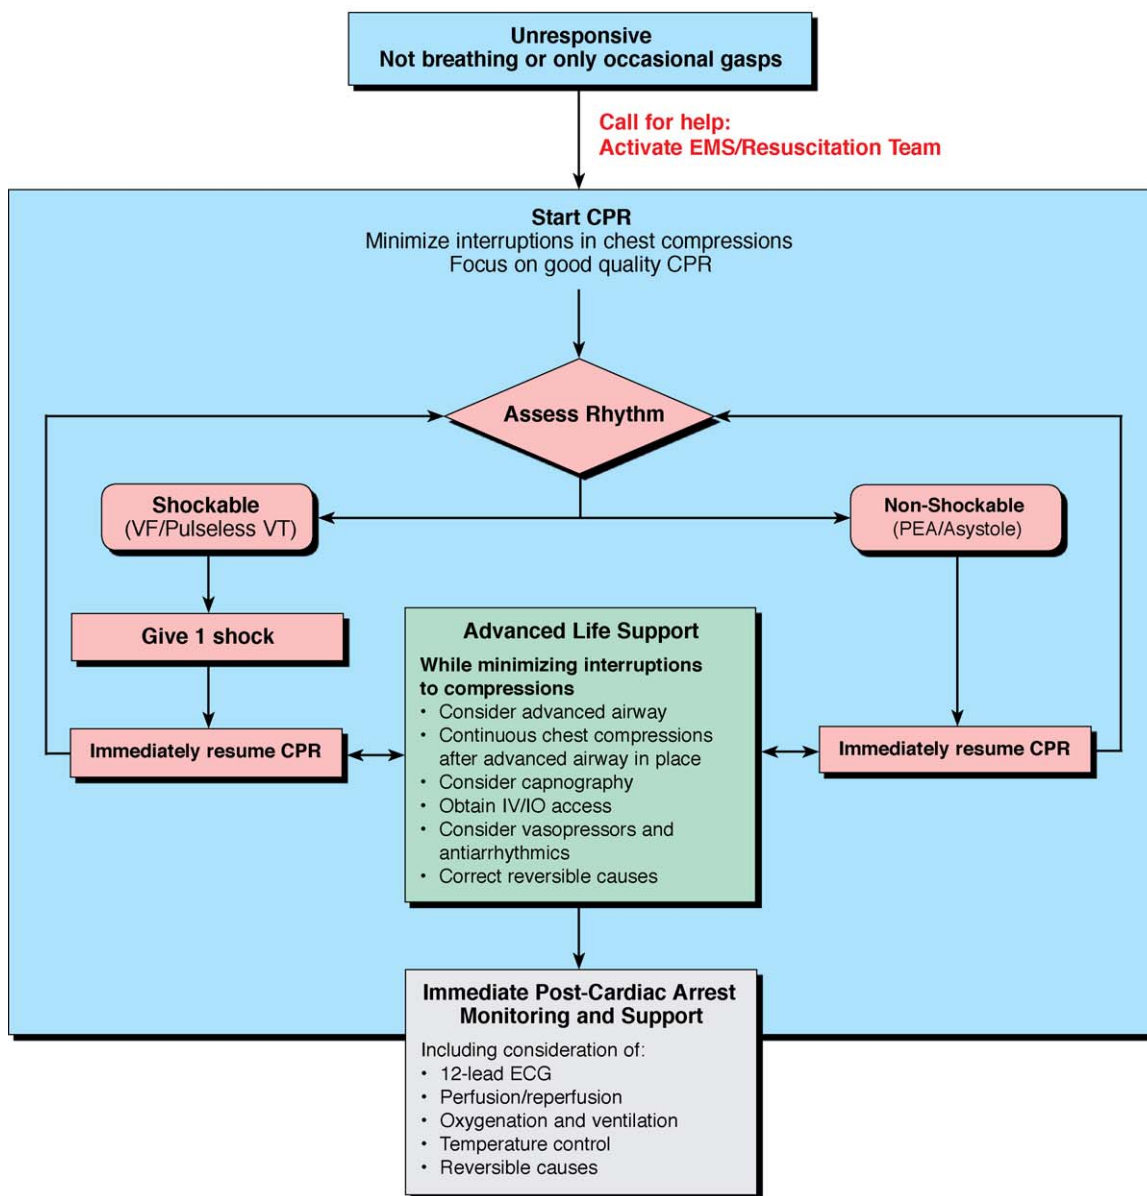 Unresponsive
Not breathing or only occasional gasps
Call for help:
Activate EMS/Resuscitation Team
Start CPR
Minimize interruptions in chest compressions
Focus on good quality CPR
Assess Rhythm
Shockable
(VF/Pulseless VT)
Non-Shockable
(PEA/Asystole)
Give 1 shock
Immediately resume CPR
Advanced Life Support
While minimizing interruptions
to compressions
• Consider advanced airway
• Continuous chest compressions
after advanced airway in place
• Consider capnography
• Obtain IV/IO access
• Consider vasopressors and
antiarrhythmics
• Correct reversible causes
Immediately resume CPR
Immediate Post-Cardiac Arrest
Monitoring and Support
Including consideration of:
• 12-lead ECG
• Perfusion/reperfusion
• Oxygenation and ventilation
• Temperature control
• Reversible causes